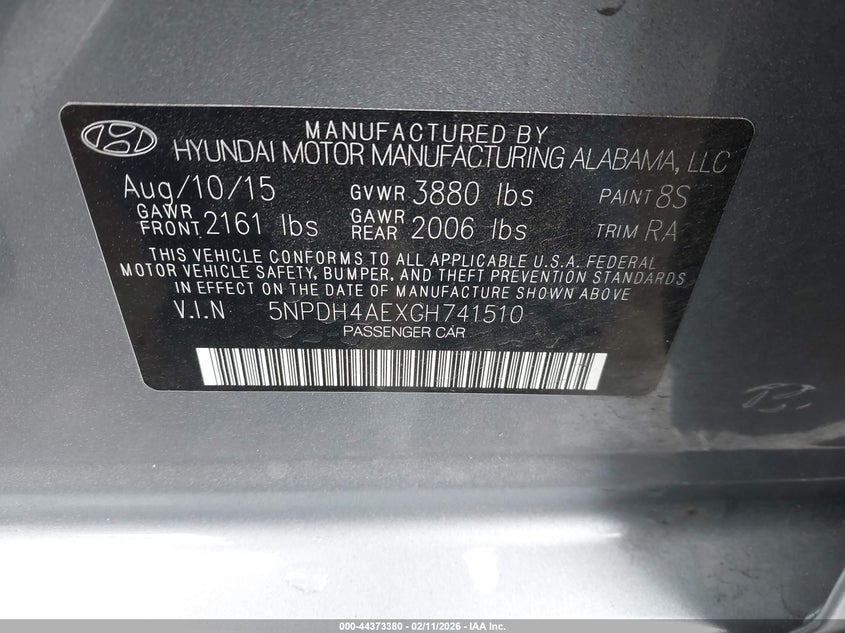 MANUFACTURED BY
HYUNDAI MOTOR MANUFACTURING ALABAMA, LLC
Aug/10/15 GVWR 3880 lbs PAINT 8S
GAWR FRONT 2161 lbs GAWR REAR 2006 lbs TRIM RA
THIS VEHICLE CONFORMS TO ALL APPLICABLE U.S.A. FEDERAL
MOTOR VEHICLE SAFETY, BUMPER, AND THEFT PREVENTION STANDARDS
IN EFFECT ON THE DATE OF MANUFACTURE SHOWN ABOVE
V.I.N 5NPDH4AEXGH741510
PASSENGER CAR
000-44373380 - 02/11/2026 - IAA Inc.